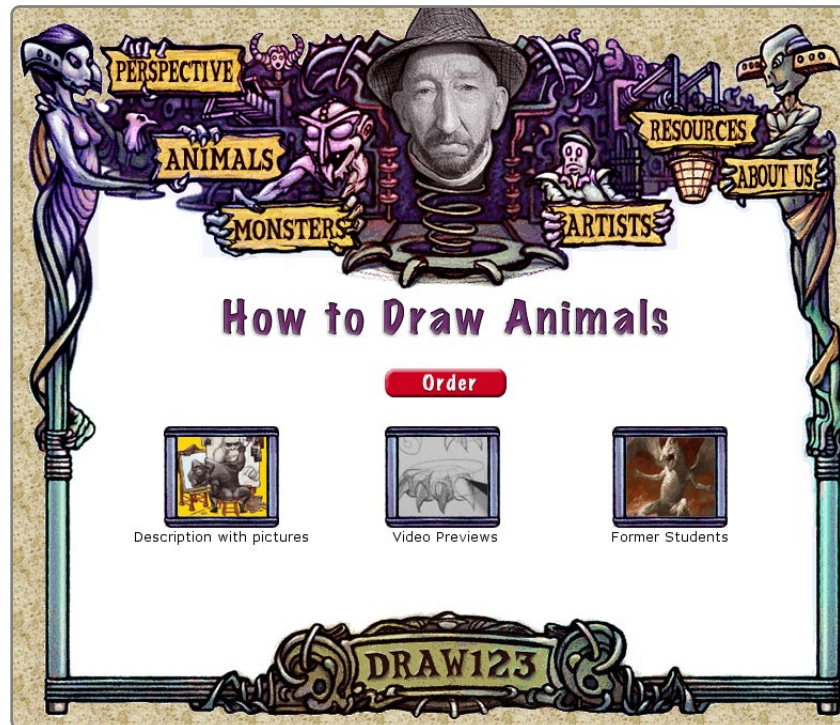 PERSPECTIVE
ANIMALS
MONSTERS
ARTISTS
RESOURCES
ABOUT US
How to Draw Animals
Order
Description with pictures
Video Previews
Former Students
DRAW123